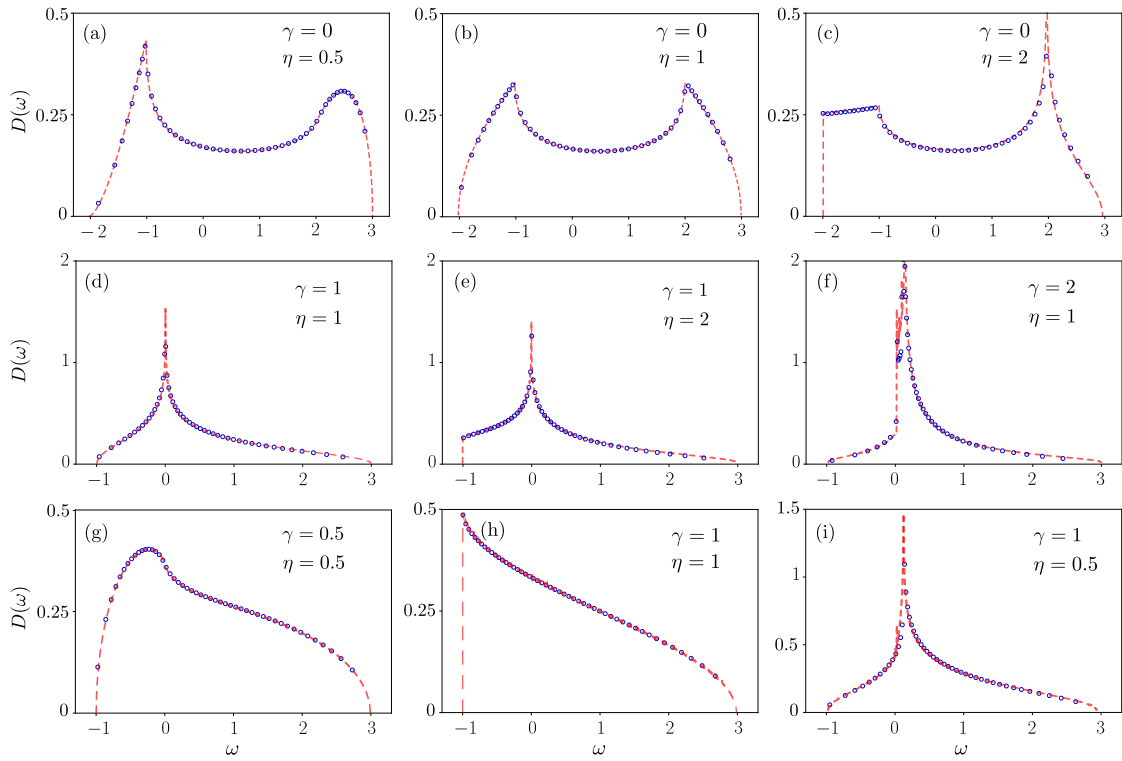 0.5 (a) γ = 0 0.5 (b) γ = 0 0.5 (c) γ = 0
η = 0.5 η = 1 η = 2
D(ω) 0.25 0.25 0.25
0 0 0
−2 −1 0 1 2 3 −2 −1 0 1 2 3 −2 −1 0 1 2 3
2 (d) γ = 1 2 (e) γ = 1 2 (f) γ = 2
η = 1 η = 2 η = 1
D(ω) 1 1 1
0 0 0
−1 0 1 2 3 −1 0 1 2 3 −1 0 1 2 3
0.5 (g) γ = 0.5 0.5 (h) γ = 1 1.5 (i) γ = 1
η = 0.5 η = 1 η = 0.5
1
D(ω) 0.25 0.25
0.5
0 0 0
−1 0 1 2 3 −1 0 1 2 3 −1 0 1 2 3
ω ω ω